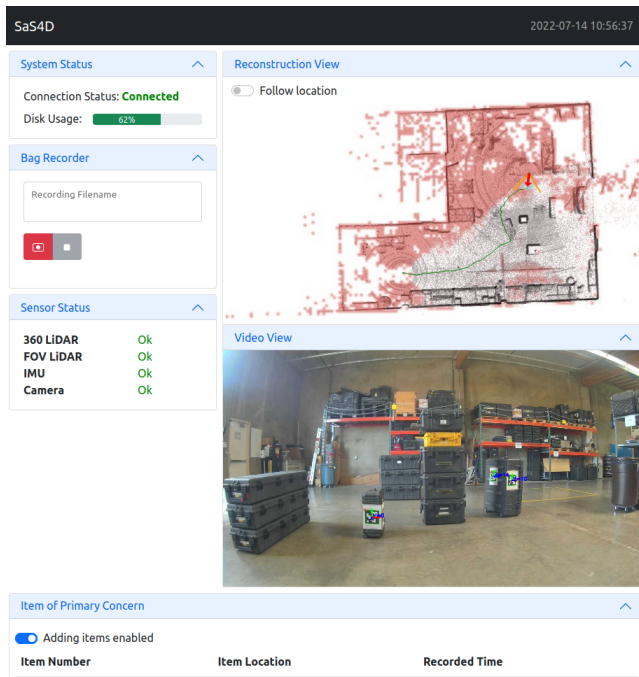 SaS4D
2022-07-14 10:56:37
System Status
Connection Status: Connected
Disk Usage: 62%
Bag Recorder
Recording Filename
Sensor Status
360 LiDAR Ok
FOV LiDAR Ok
IMU Ok
Camera Ok
Reconstruction View
Follow location
Video View
Item of Primary Concern
Adding items enabled
Item Number Item Location Recorded Time